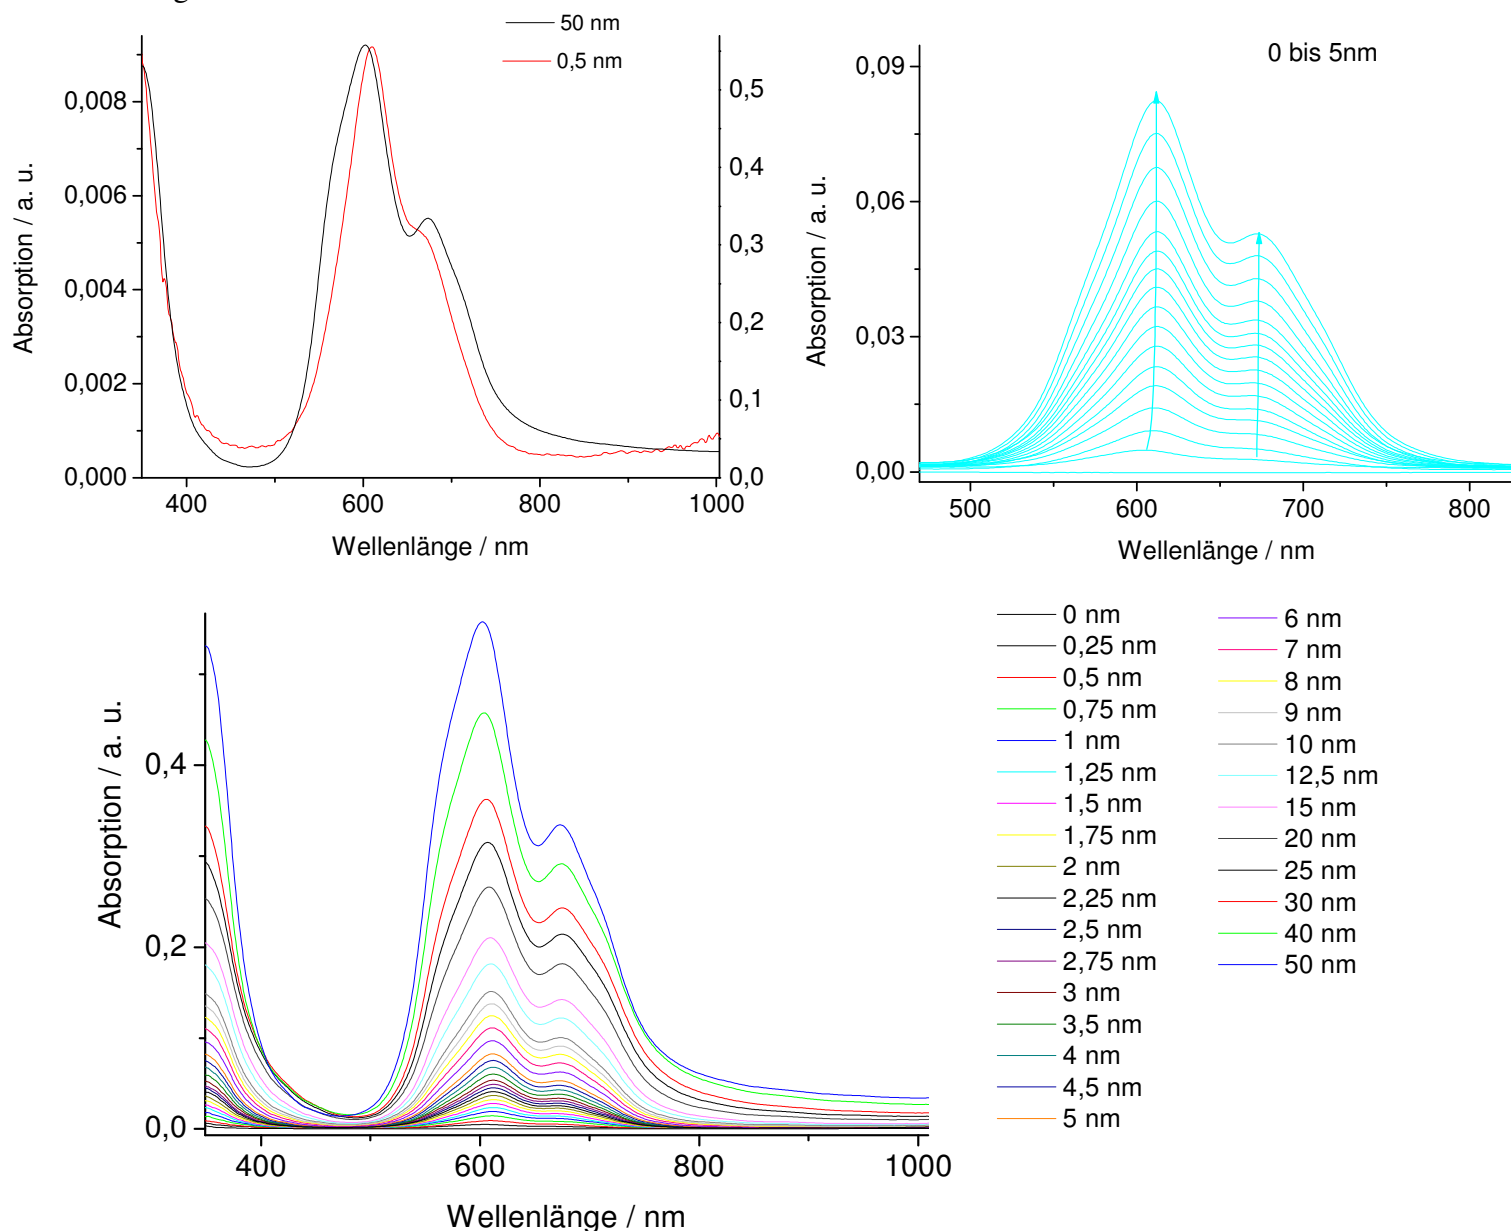 50 nm
0,5 nm
0,008
0,006
0,004
0,002
0,000
0,5
0,4
0,3
0,2
0,1
0,0
400
600
800
1000
Absorption / a. u.
Wellenlänge / nm
0 bis 5nm
0,09
0,06
0,03
0,00
500
600
700
800
Absorption / a. u.
Wellenlänge / nm
0,4
0,2
0,0
400
600
800
1000
Absorption / a. u.
Wellenlänge / nm
0 nm
0,25 nm
0,5 nm
0,75 nm
1 nm
1,25 nm
1,5 nm
1,75 nm
2 nm
2,25 nm
2,5 nm
2,75 nm
3 nm
3,5 nm
4 nm
4,5 nm
5 nm
6 nm
7 nm
8 nm
9 nm
10 nm
12,5 nm
15 nm
20 nm
25 nm
30 nm
40 nm
50 nm